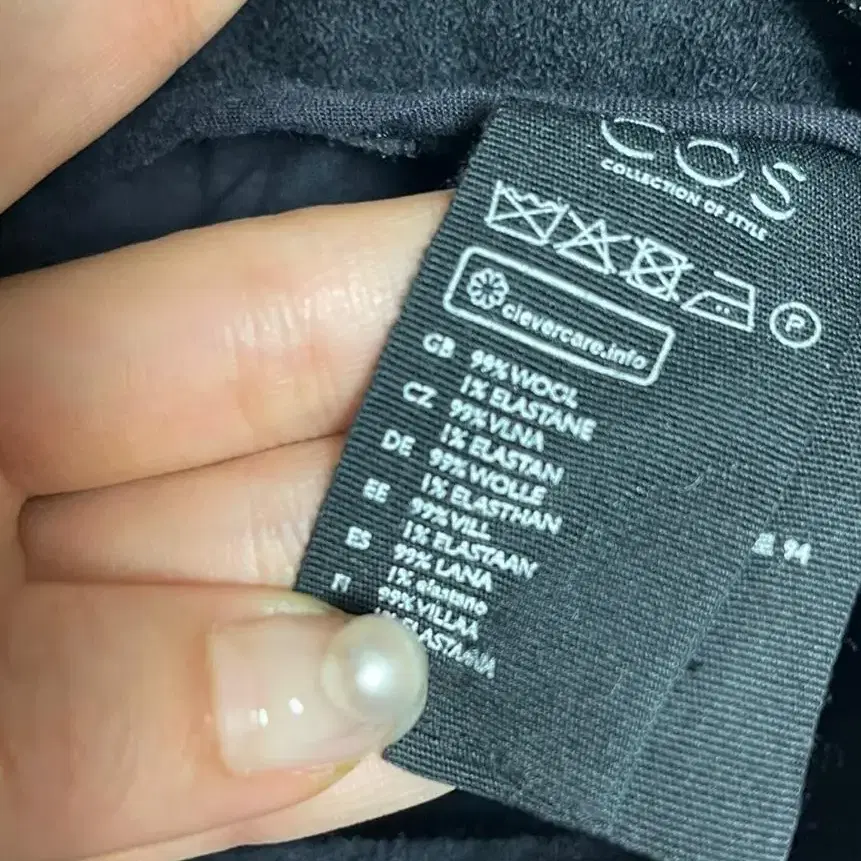 COS
COLLECTION OF STYLE
P
clevercare.info
GB 99% WOOL
1% ELASTANE
CZ 99% VLNA
1% ELASTAN
DE 99% WOLLE
1% ELASTHAN
EE 99% VILL
1% ELASTAAN
ES 99% LANA
1% elastano
FI 99% VILLAA
ELASTAANIA
94